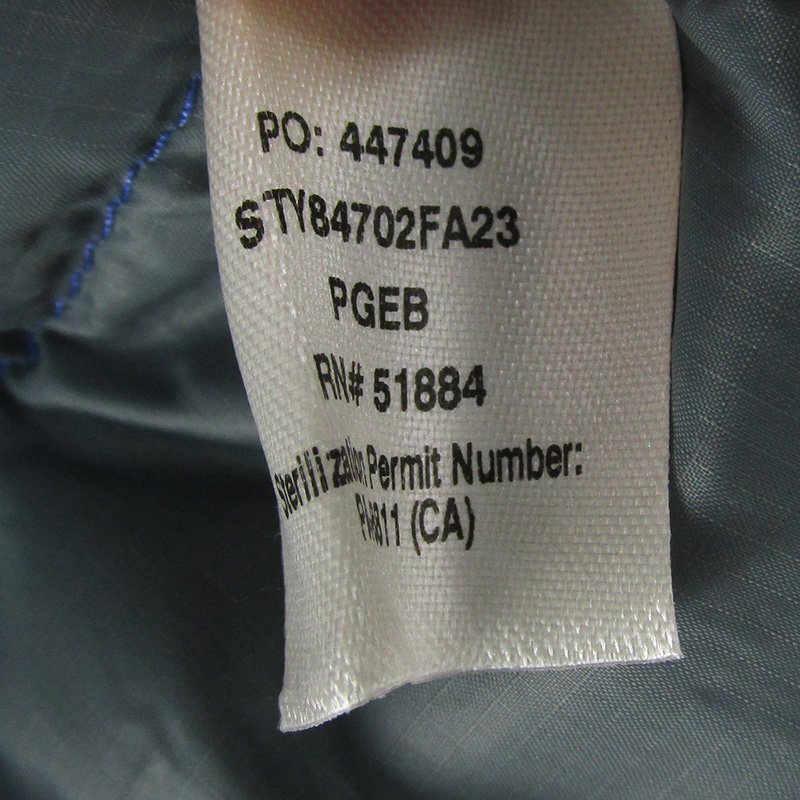 PO: 447409
STY84702FA23
PGEB
RN# 51884
Sterilization Permit Number:
(CA)